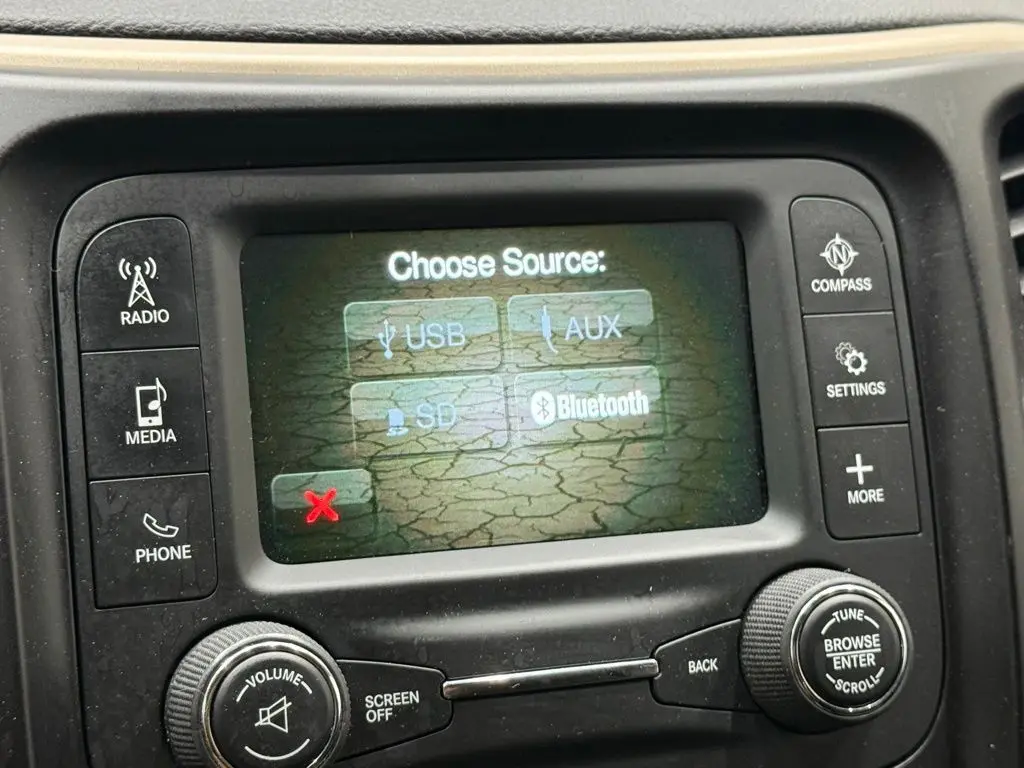 Choose Source:
USB
AUX
SD
Bluetooth
RADIO
MEDIA
PHONE
N
COMPASS
SETTINGS
MORE
VOLUME
SCREEN
OFF
BACK
TUNE
BROWSE
ENTER
SCROLL